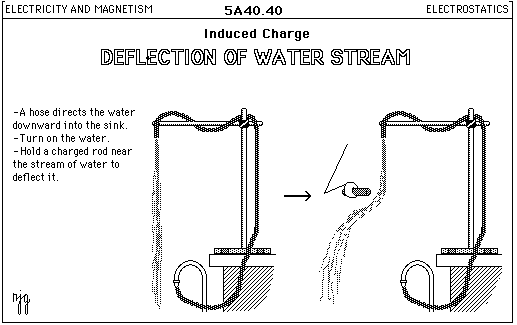 ELECTRICITY AND MAGNETISM
5A40.40
ELECTROSTATICS
Induced Charge
DEFLECTION OF WATER STREAM
-A hose directs the water
downward into the sink.
-Turn on the water.
-Hold a charged rod near
the stream of water to
deflect it.
njg